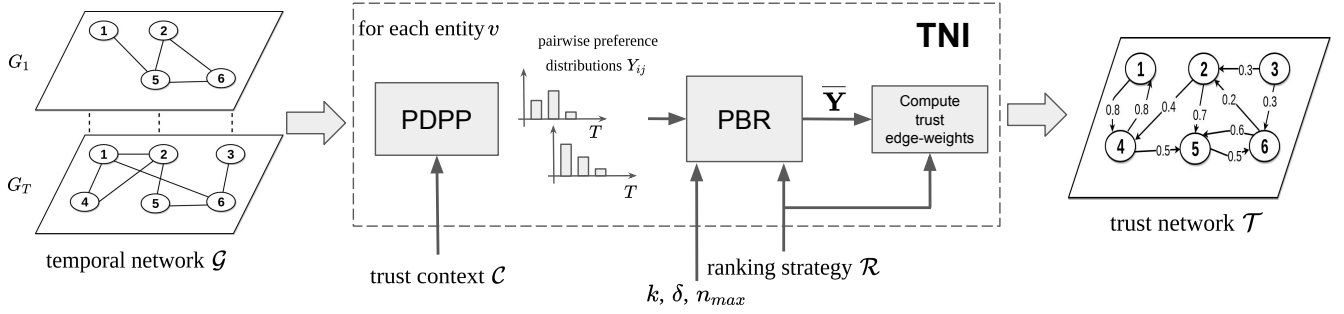 G₁
1
2
5
6
G_T
1
2
3
4
5
6
temporal network 𝒢
for each entity v
TNI
PDPP
pairwise preference
distributions Y_ij
T
T
PBR
Y̅
Compute
trust
edge-weights
trust context 𝒞
ranking strategy ℛ
k, δ, n_max
1
2
3
0.3
0.8
0.8
0.4
0.7
0.2
0.3
0.6
4
0.5
5
0.5
6
trust network 𝒯